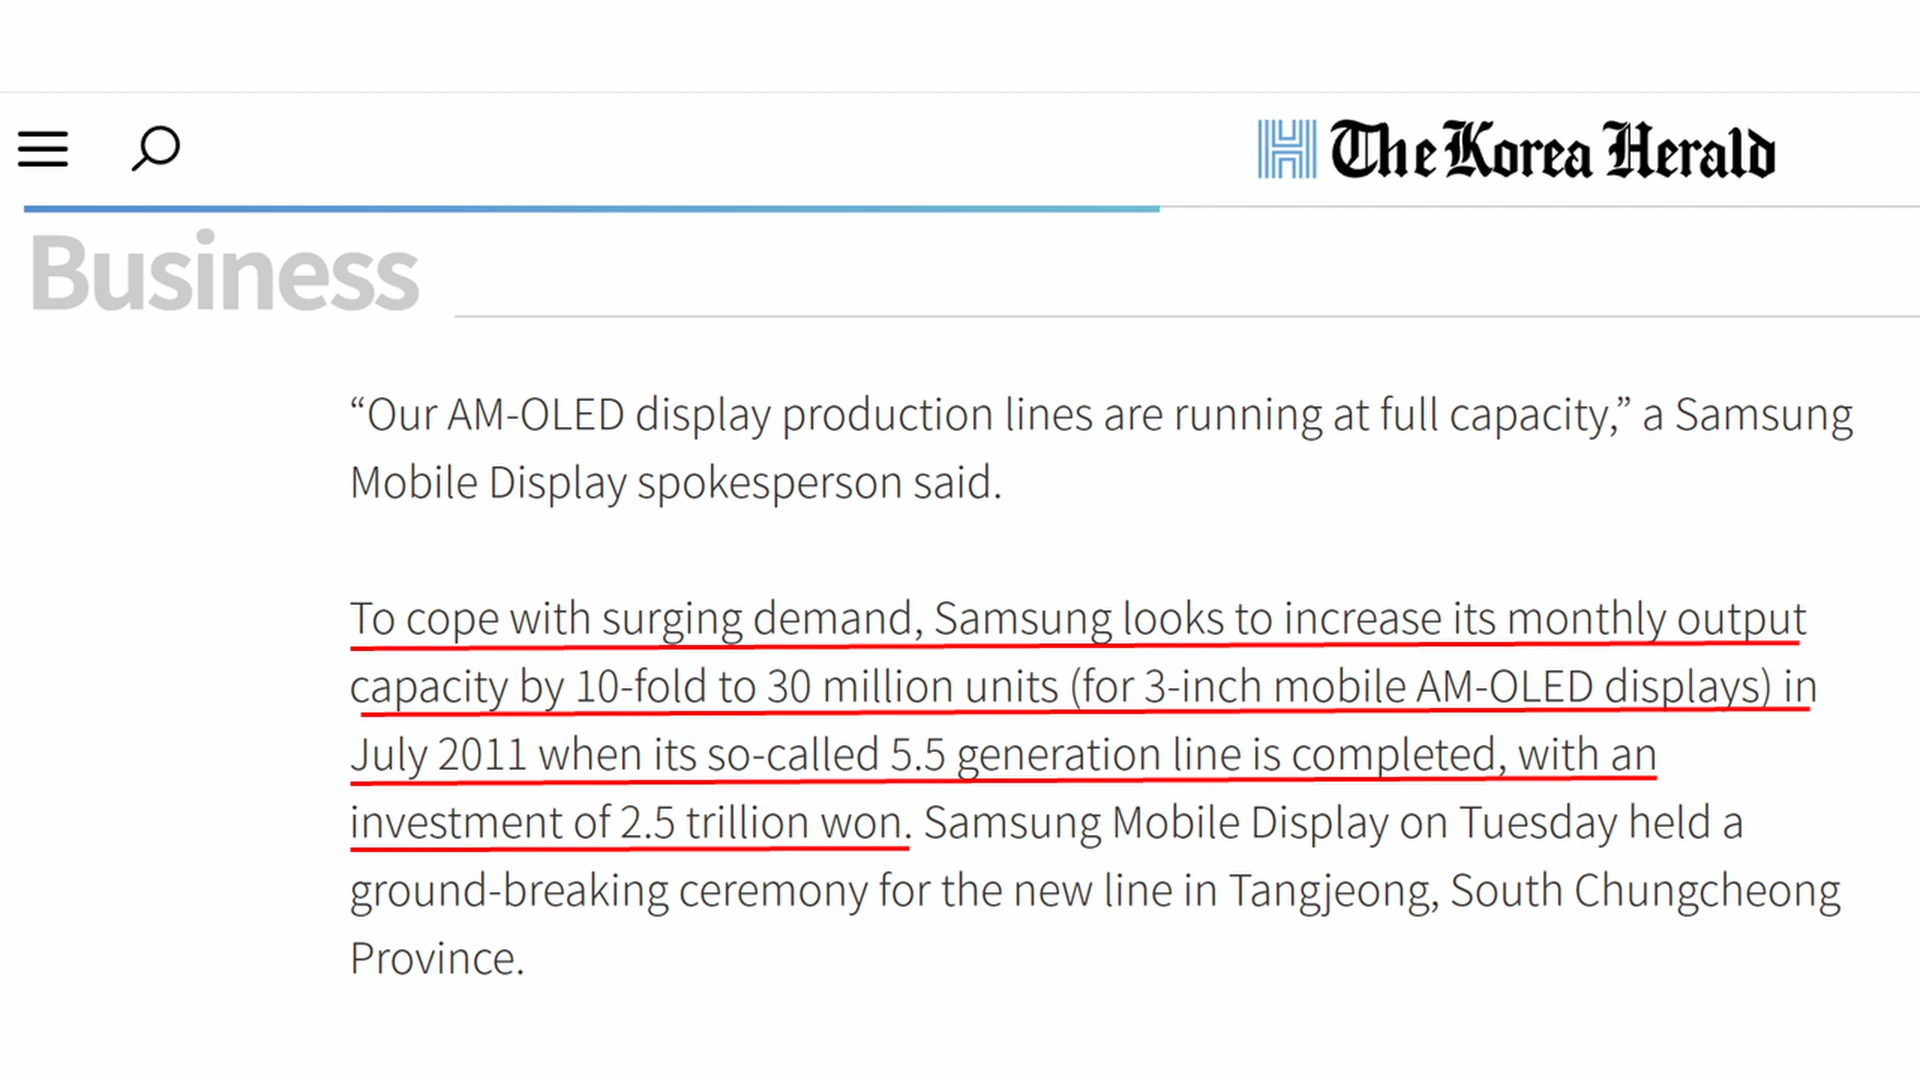 The Korea Herald
Business
“Our AM-OLED display production lines are running at full capacity,” a Samsung
Mobile Display spokesperson said.
To cope with surging demand, Samsung looks to increase its monthly output
capacity by 10-fold to 30 million units (for 3-inch mobile AM-OLED displays) in
July 2011 when its so-called 5.5 generation line is completed, with an
investment of 2.5 trillion won. Samsung Mobile Display on Tuesday held a
ground-breaking ceremony for the new line in Tangjeong, South Chungcheong
Province.